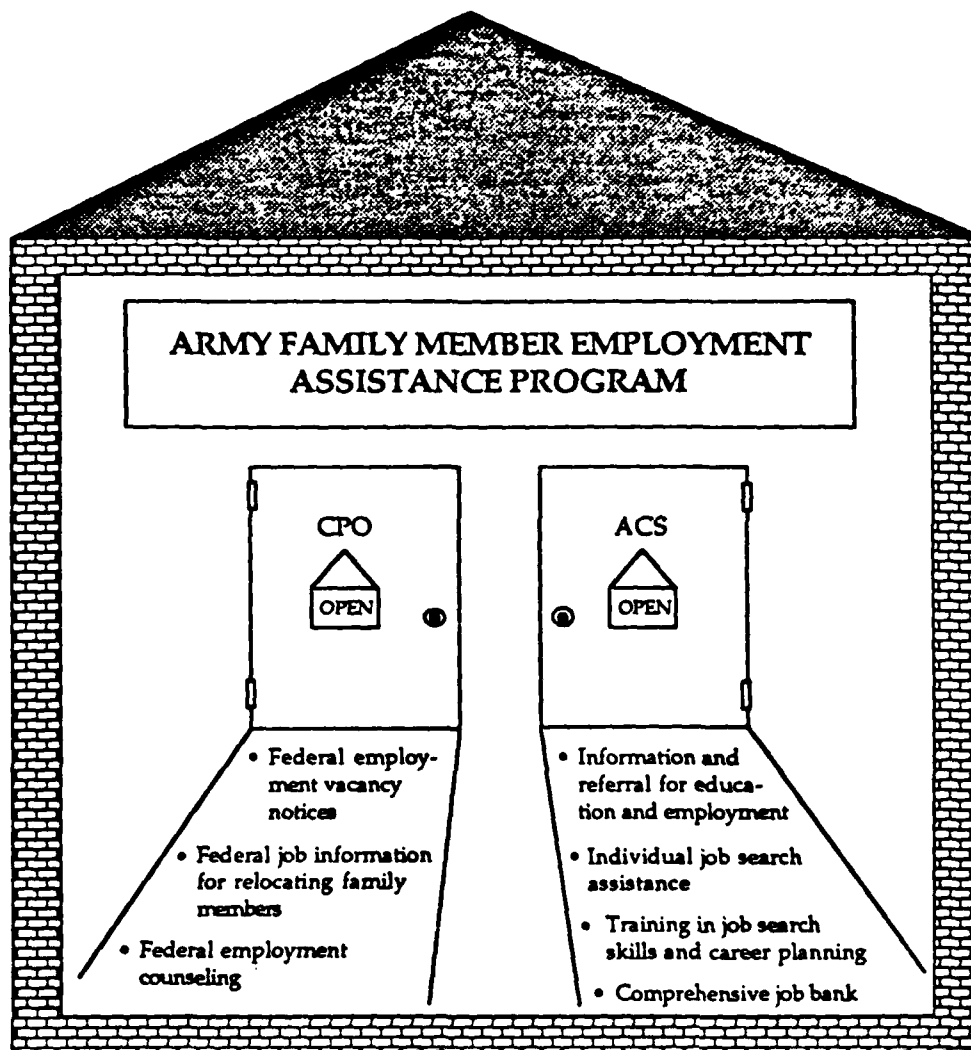 ARMY FAMILY MEMBER EMPLOYMENT
ASSISTANCE PROGRAM
CPO
OPEN
• Federal employ-
ment vacancy
notices
• Federal job information
for relocating family
members
• Federal employment
counseling
ACS
OPEN
• Information and
referral for educa-
tion and employment
• Individual job search
assistance
• Training in job search
skills and career planning
• Comprehensive job bank